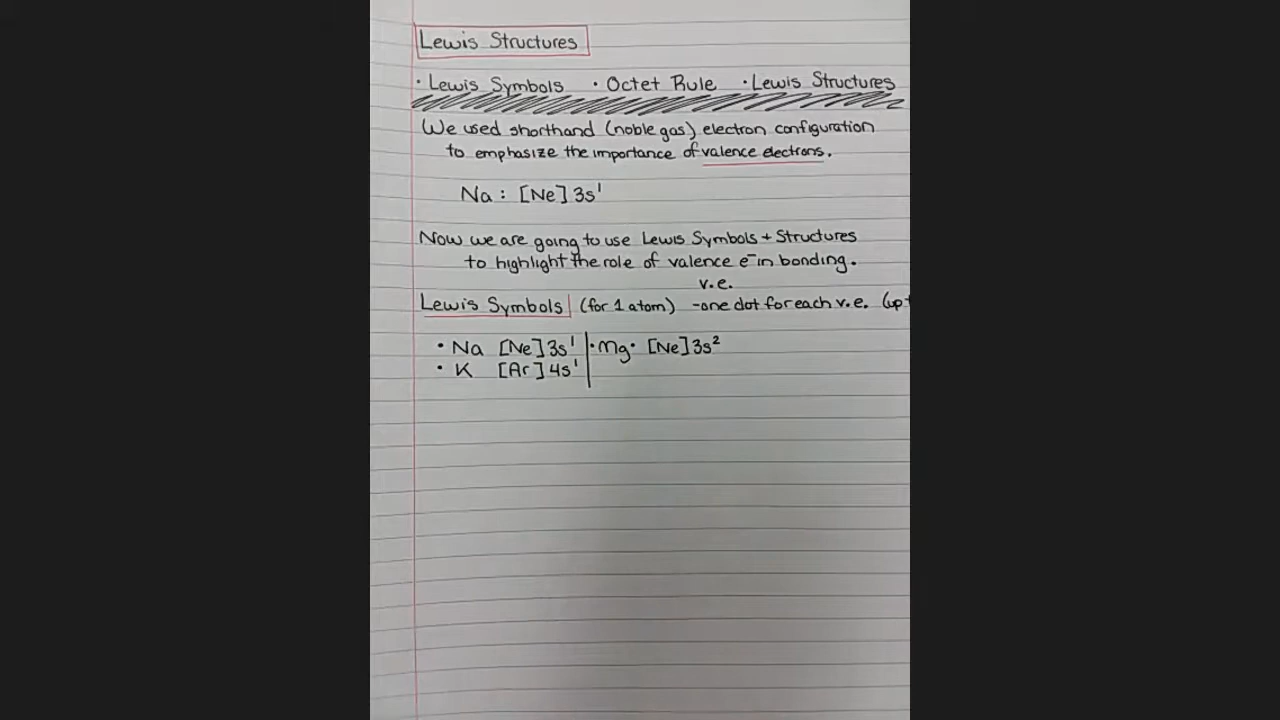 Lewis Structures
· Lewis Symbols · Octet Rule · Lewis Structures
We used shorthand (noble gas) electron configuration
to emphasize the importance of valence electrons.
Na : [Ne] 3s¹
Now we are going to use Lewis Symbols + Structures
to highlight the role of valence e⁻ in bonding.
v.e.
Lewis Symbols (for 1 atom) -one dot for each v.e. (up
· Na [Ne] 3s¹ | ·Mg· [Ne] 3s²
· K [Ar] 4s¹